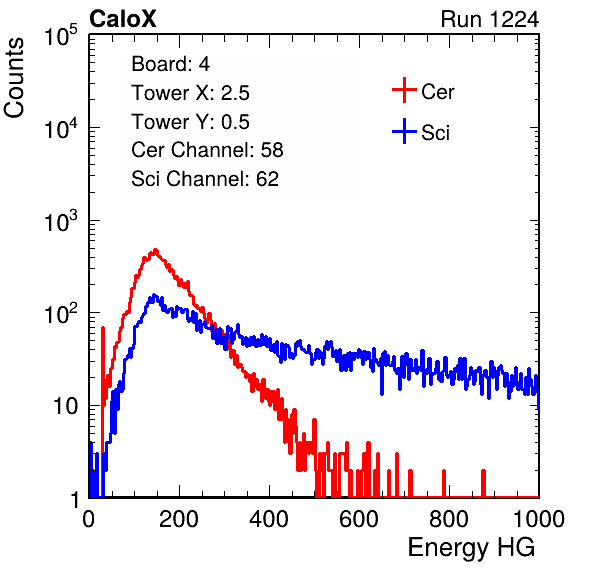 CaloX Run 1224
Counts
10^5
10^4
10^3
10^2
10
1
Board: 4
Tower X: 2.5
Tower Y: 0.5
Cer Channel: 58
Sci Channel: 62
Cer
Sci
0 200 400 600 800 1000
Energy HG